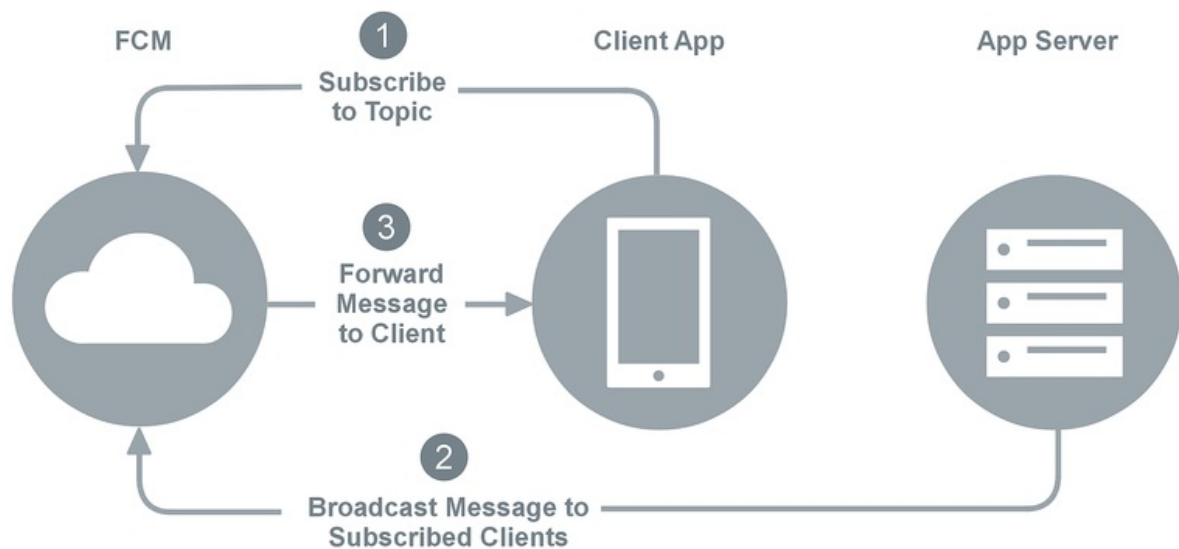 FCM
Client App
App Server
1
Subscribe
to Topic
3
Forward
Message
to Client
2
Broadcast Message to
Subscribed Clients